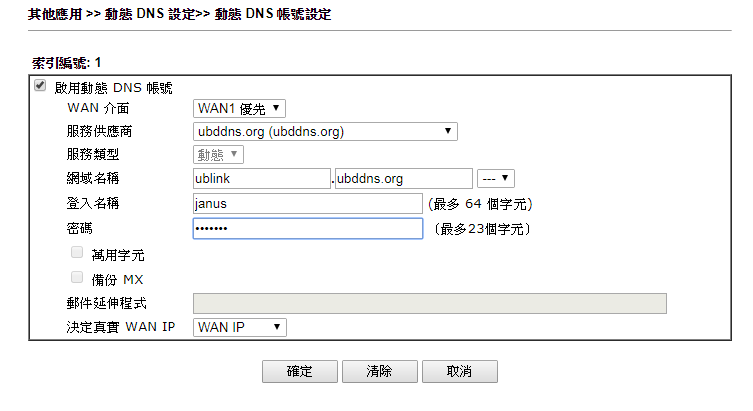 其他應用 >> 動態 DNS 設定>> 動態 DNS 帳號設定
索引編號: 1
啟用動態 DNS 帳號
WAN 介面 WAN1 優先
服務供應商 ubddns.org (ubddns.org)
服務類型 動態
網域名稱 ublink .ubddns.org ---
登入名稱 janus (最多 64 個字元)
密碼 ••••••• (最多23個字元)
萬用字元
備份 MX
郵件延伸程式
決定真實 WAN IP WAN IP
確定 清除 取消